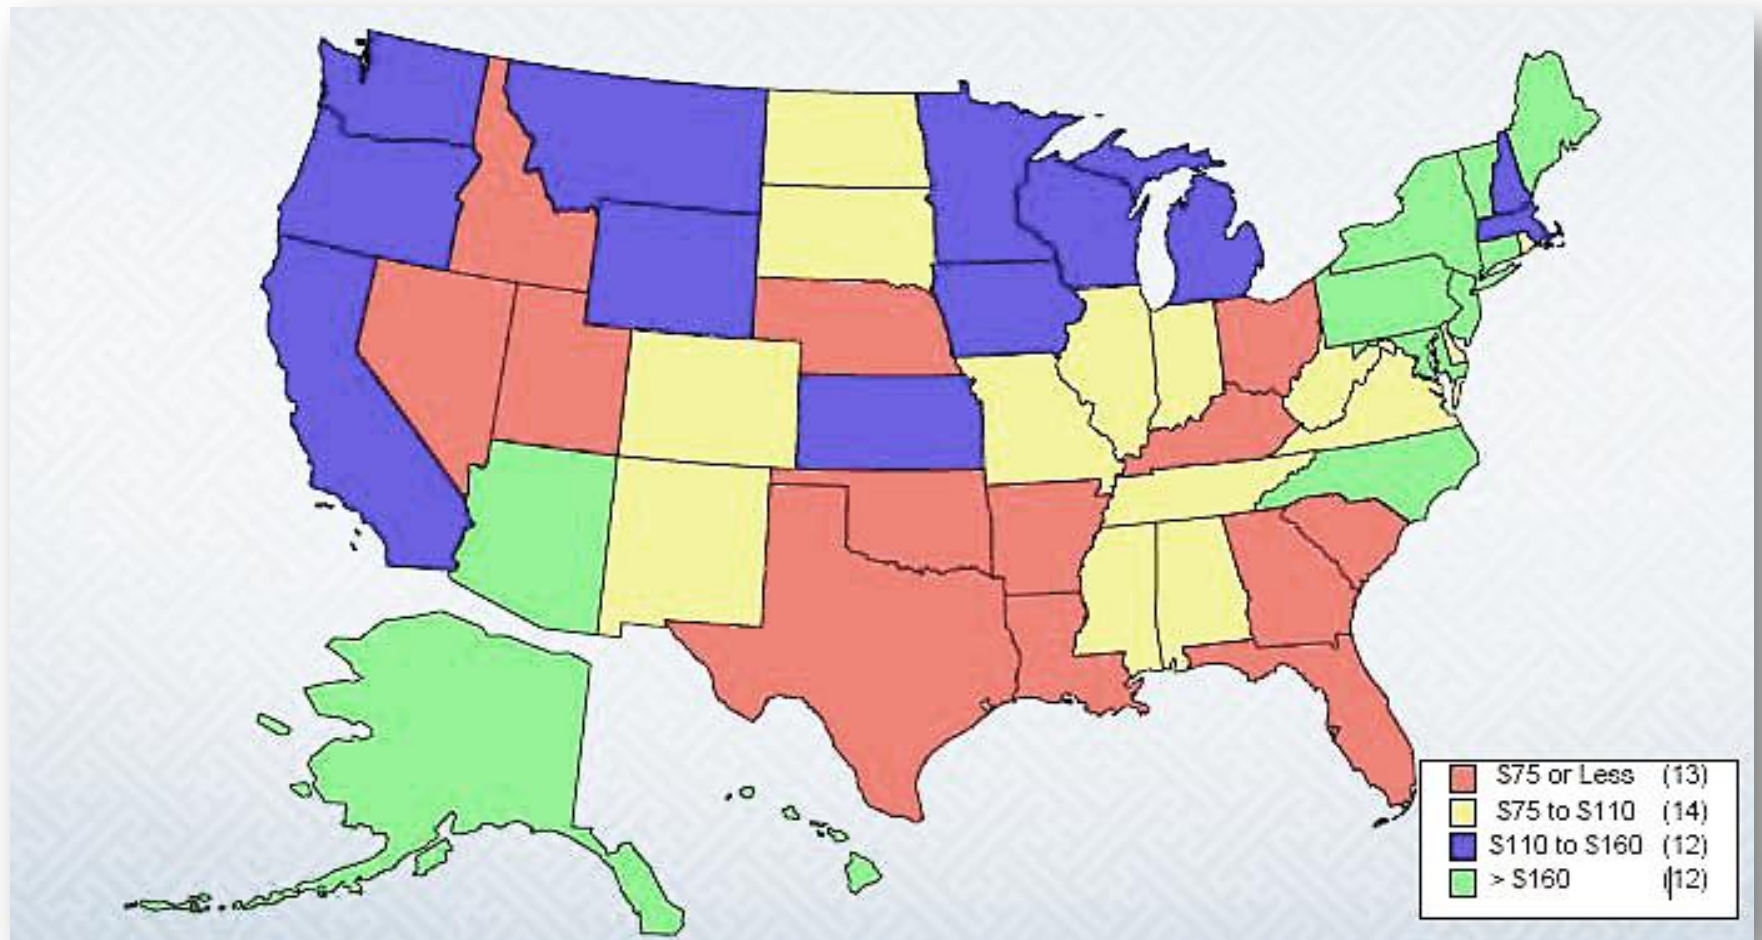 $75 or Less (13)
$75 to $110 (14)
$110 to $160 (12)
> $160 (12)